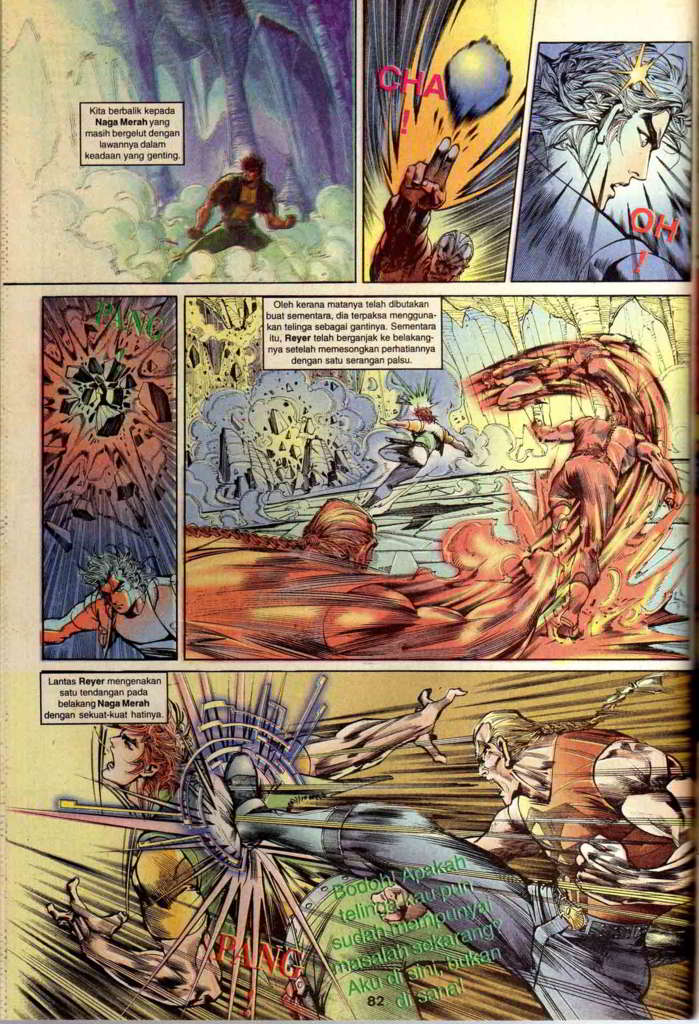 Kita berbalik kepada
Naga Merah yang
masih bergelut dengan
lawannya dalam
keadaan yang genting.
CHA
!
OH
!
PANG
!
Oleh kerana matanya telah dibutakan
buat sementara, dia terpaksa mengguna-
kan telinga sebagai gantinya. Sementara
itu, Reyer telah berganjak ke belakang-
nya setelah memesongkan perhatiannya
dengan satu serangan palsu.
Lantas Reyer mengenakan
satu tendangan pada
belakang Naga Merah
dengan sekuat-kuat hatinya.
PANG
!
Bodoh! Apakah
telinga kau pun
sudah mempunyai
masalah sekarang?
Aku di sini, bukan
di sana!
82